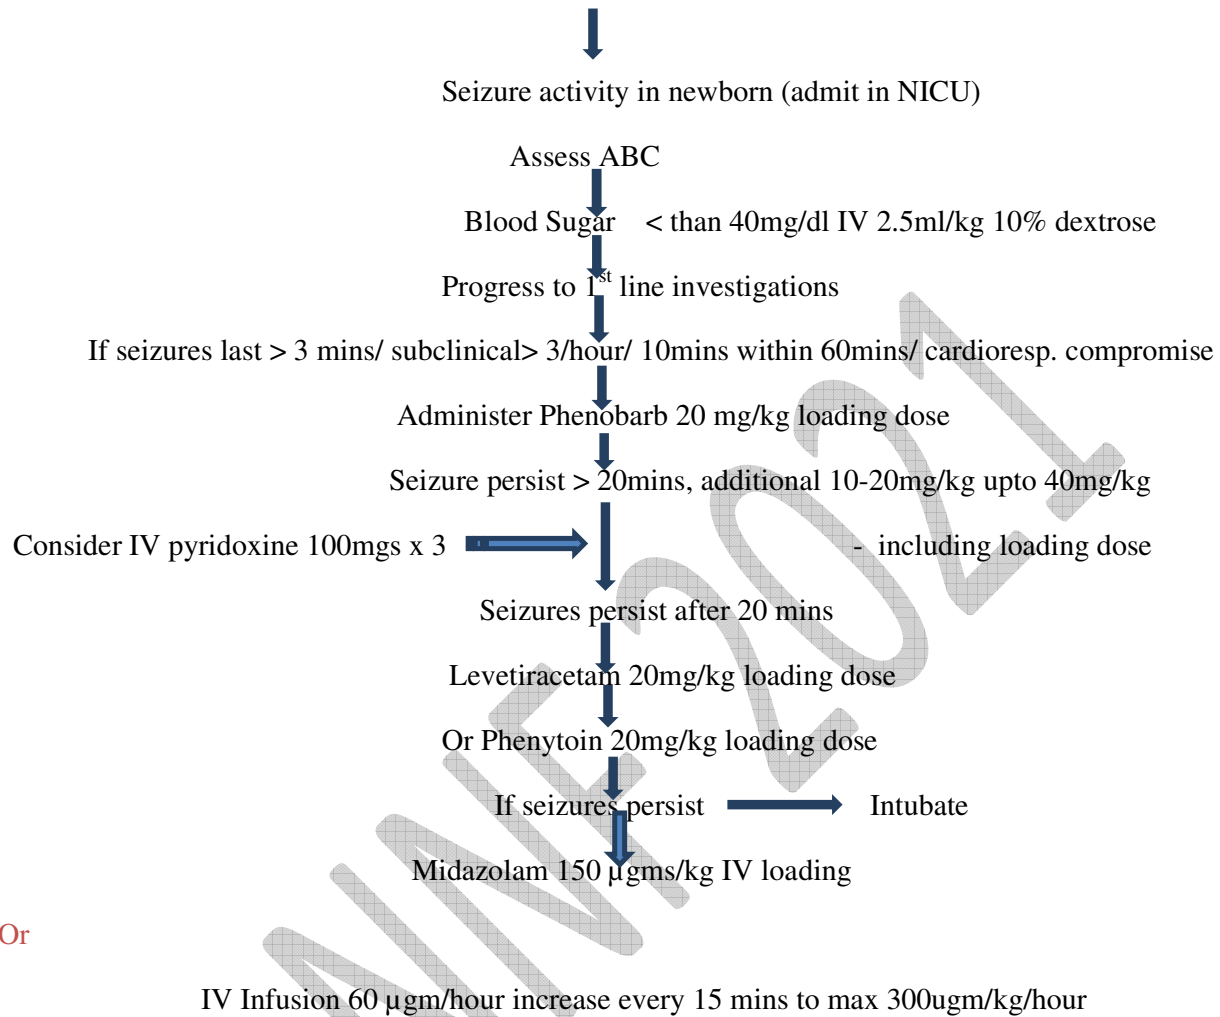 Seizure activity in newborn (admit in NICU)
Assess ABC
Blood Sugar < than 40mg/dl IV 2.5ml/kg 10% dextrose
Progress to 1st line investigations
If seizures last > 3 mins/ subclinical> 3/hour/ 10mins within 60mins/ cardioresp. compromise
Administer Phenobarb 20 mg/kg loading dose
Seizure persist > 20mins, additional 10-20mg/kg upto 40mg/kg
Consider IV pyridoxine 100mgs x 3 - including loading dose
Seizures persist after 20 mins
Levetiracetam 20mg/kg loading dose
Or Phenytoin 20mg/kg loading dose
If seizures persist Intubate
Midazolam 150 µgms/kg IV loading
Or
IV Infusion 60 µgm/hour increase every 15 mins to max 300ugm/kg/hour
NNF 2021